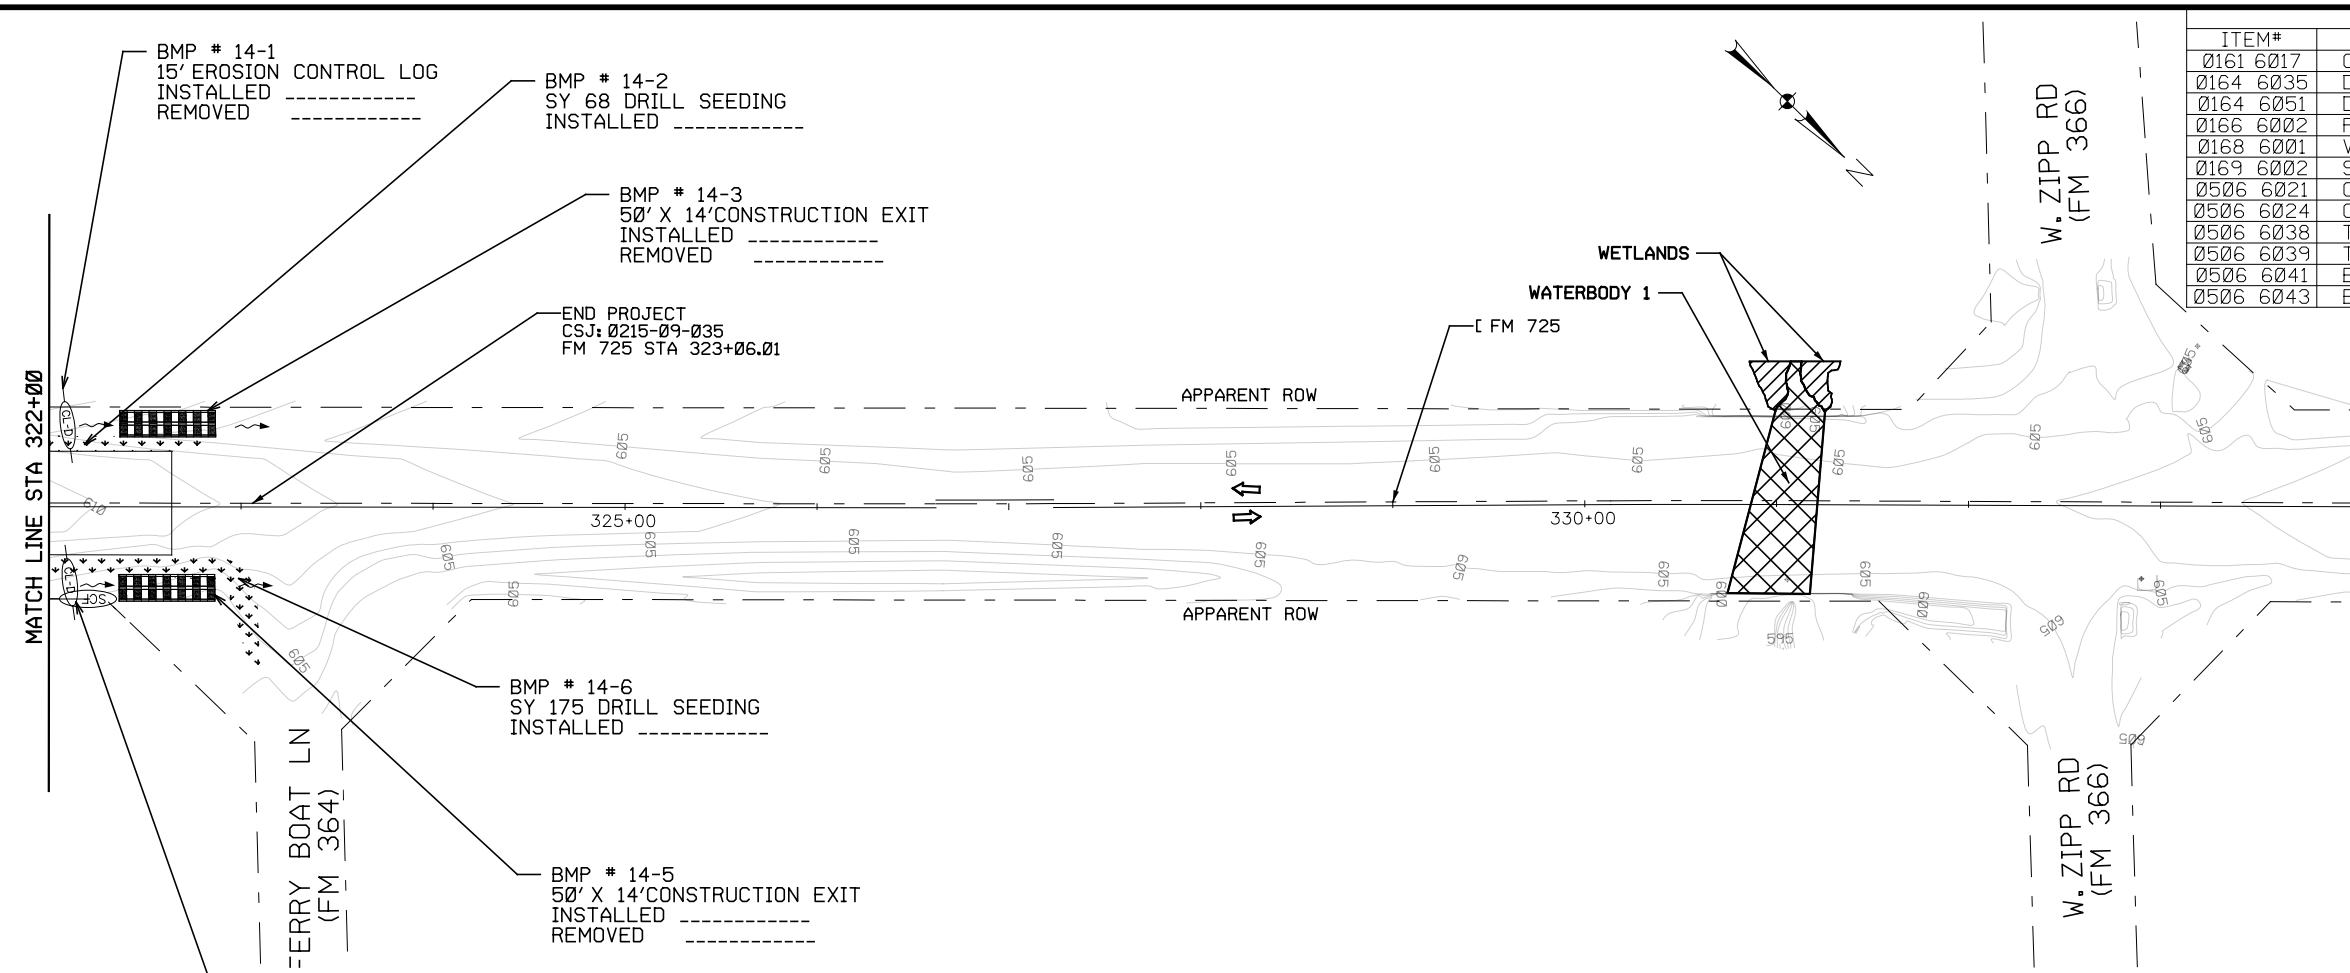 BMP # 14-1
15' EROSION CONTROL LOG
INSTALLED ____________
REMOVED ____________
BMP # 14-2
SY 68 DRILL SEEDING
INSTALLED ____________
BMP # 14-3
50' X 14'CONSTRUCTION EXIT
INSTALLED ____________
REMOVED ____________
END PROJECT
CSJ: 0215-09-035
FM 725 STA 323+06.01
MATCH LINE STA 322+00
CL-D
CL-D
SCF
610
WETLANDS
WATERBODY 1
FM 725
N
W. ZIPP RD
(FM 366)
ITEM#
0161 6017
0164 6035
0164 6051
0166 6002
0168 6001
0169 6002
0506 6021
0506 6024
0506 6038
0506 6039
0506 6041
0506 6043
APPARENT ROW
605
605
605
605
605
605
605
605
605
605
325+00
330+00
605
605
605
605
605
605
605
605
609
600
600
595
605
605
605
605
APPARENT ROW
BMP # 14-6
SY 175 DRILL SEEDING
INSTALLED ____________
FERRY BOAT LN
(FM 364)
BMP # 14-5
50' X 14'CONSTRUCTION EXIT
INSTALLED ____________
REMOVED ____________
W. ZIPP RD
(FM 366)